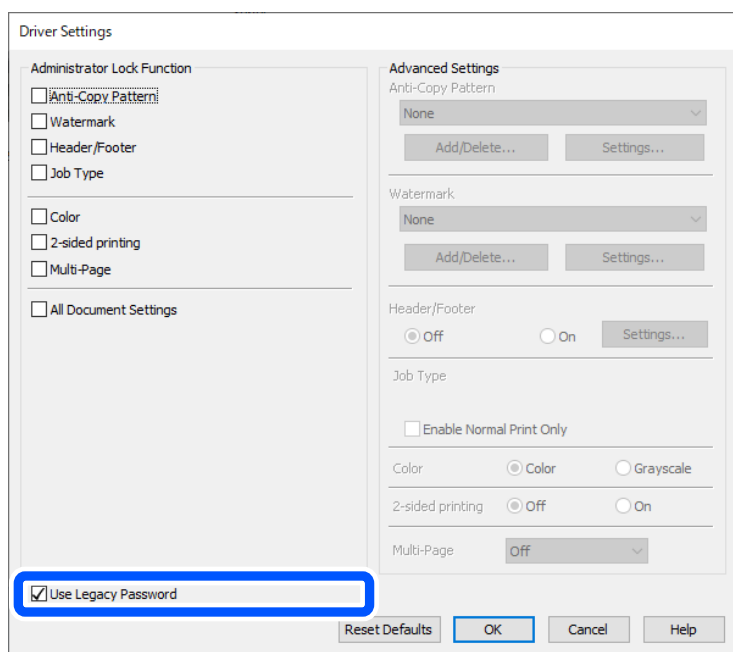 Driver Settings
Administrator Lock Function
Anti-Copy Pattern
Watermark
Header/Footer
Job Type
Color
2-sided printing
Multi-Page
All Document Settings
Use Legacy Password
Advanced Settings
Anti-Copy Pattern
None
Add/Delete... Settings...
Watermark
None
Add/Delete... Settings...
Header/Footer
Off On Settings...
Job Type
Enable Normal Print Only
Color Color Grayscale
2-sided printing Off On
Multi-Page Off
Reset Defaults OK Cancel Help